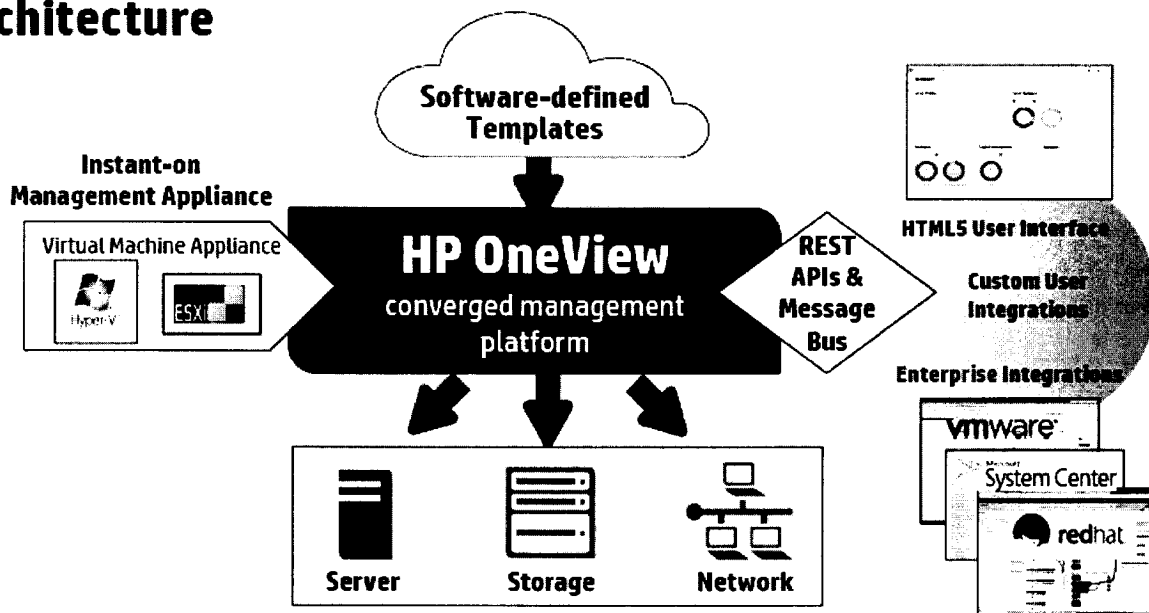 chitecture
Software-defined
Templates
Instant-on
Management Appliance
Virtual Machine Appliance
Hyper-V
ESXi
HP OneView
converged management
platform
REST
APIs &
Message
Bus
HTML5 User Interface
Custom User
Integrations
Enterprise Integrations
vmware
Microsoft
System Center
redhat
Server
Storage
Network